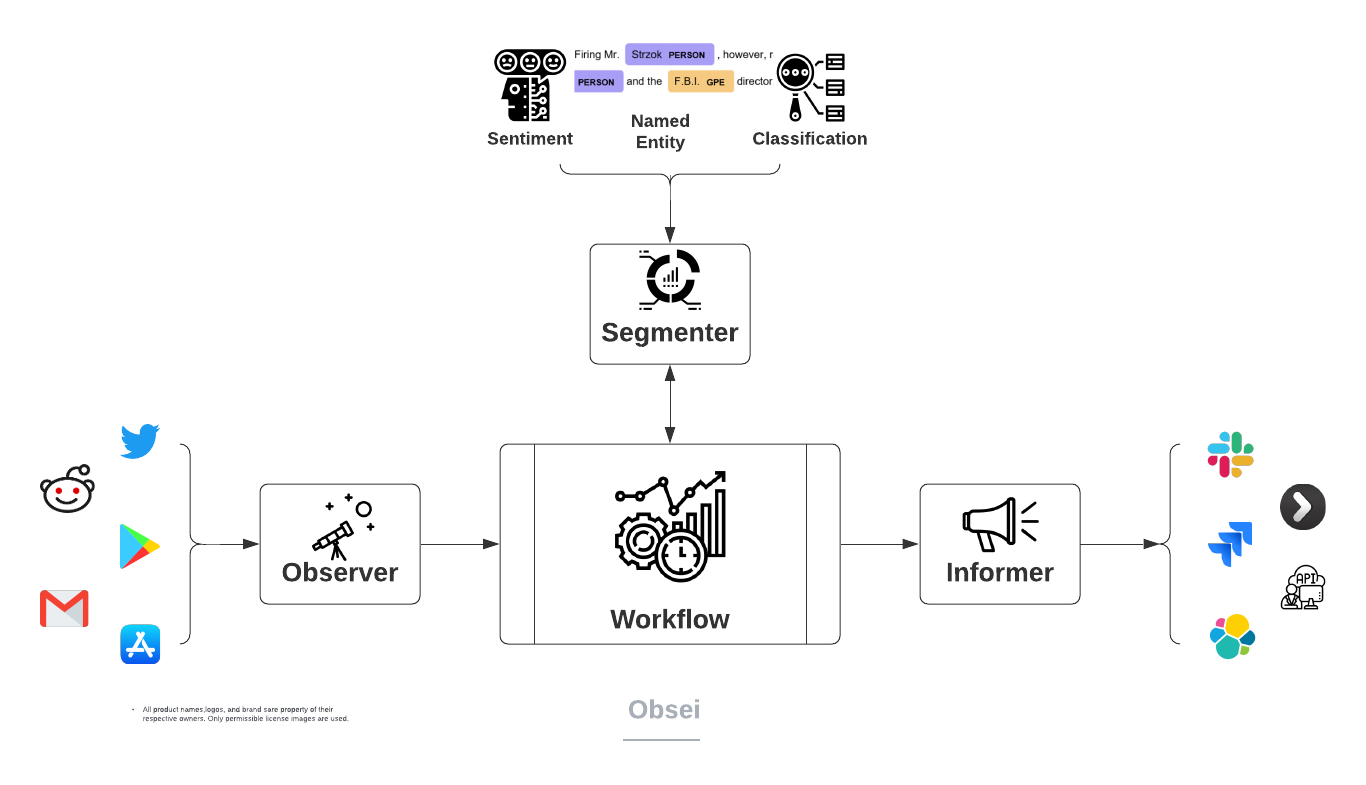 Firing Mr. Strzok PERSON , however, r
PERSON and the F.B.I. GPE director
Sentiment
Named
Entity
Classification
Segmenter
Observer
Workflow
Informer
API
• All product names,logos, and brand sare property of their
respective owners. Only permissible license images are used.
Obsei